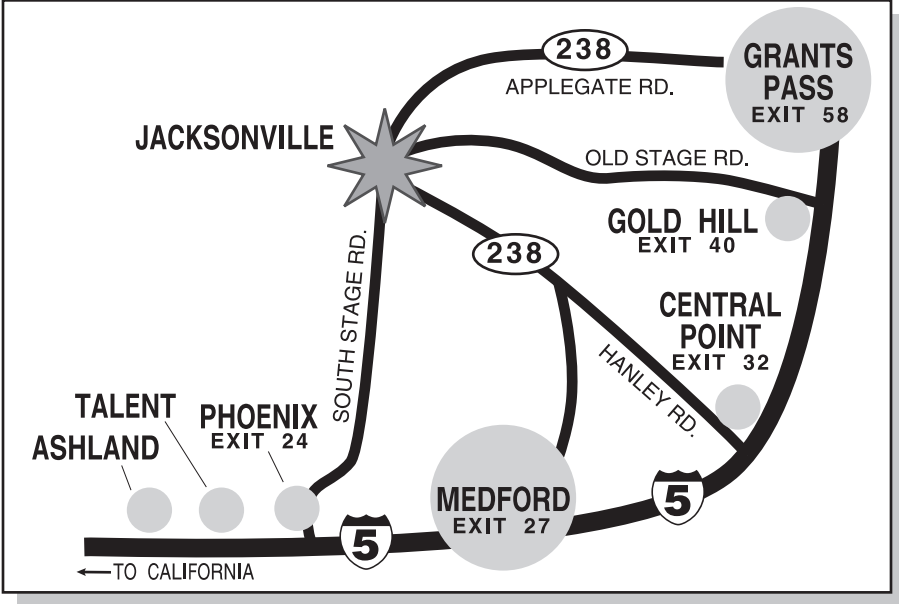 238
APPLEGATE RD.
GRANTS
PASS
EXIT 58
JACKSONVILLE
OLD STAGE RD.
GOLD HILL
EXIT 40
238
SOUTH STAGE RD.
CENTRAL
POINT
EXIT 32
HANLEY RD.
TALENT
ASHLAND
PHOENIX
EXIT 24
MEDFORD
EXIT 27
5
5
TO CALIFORNIA